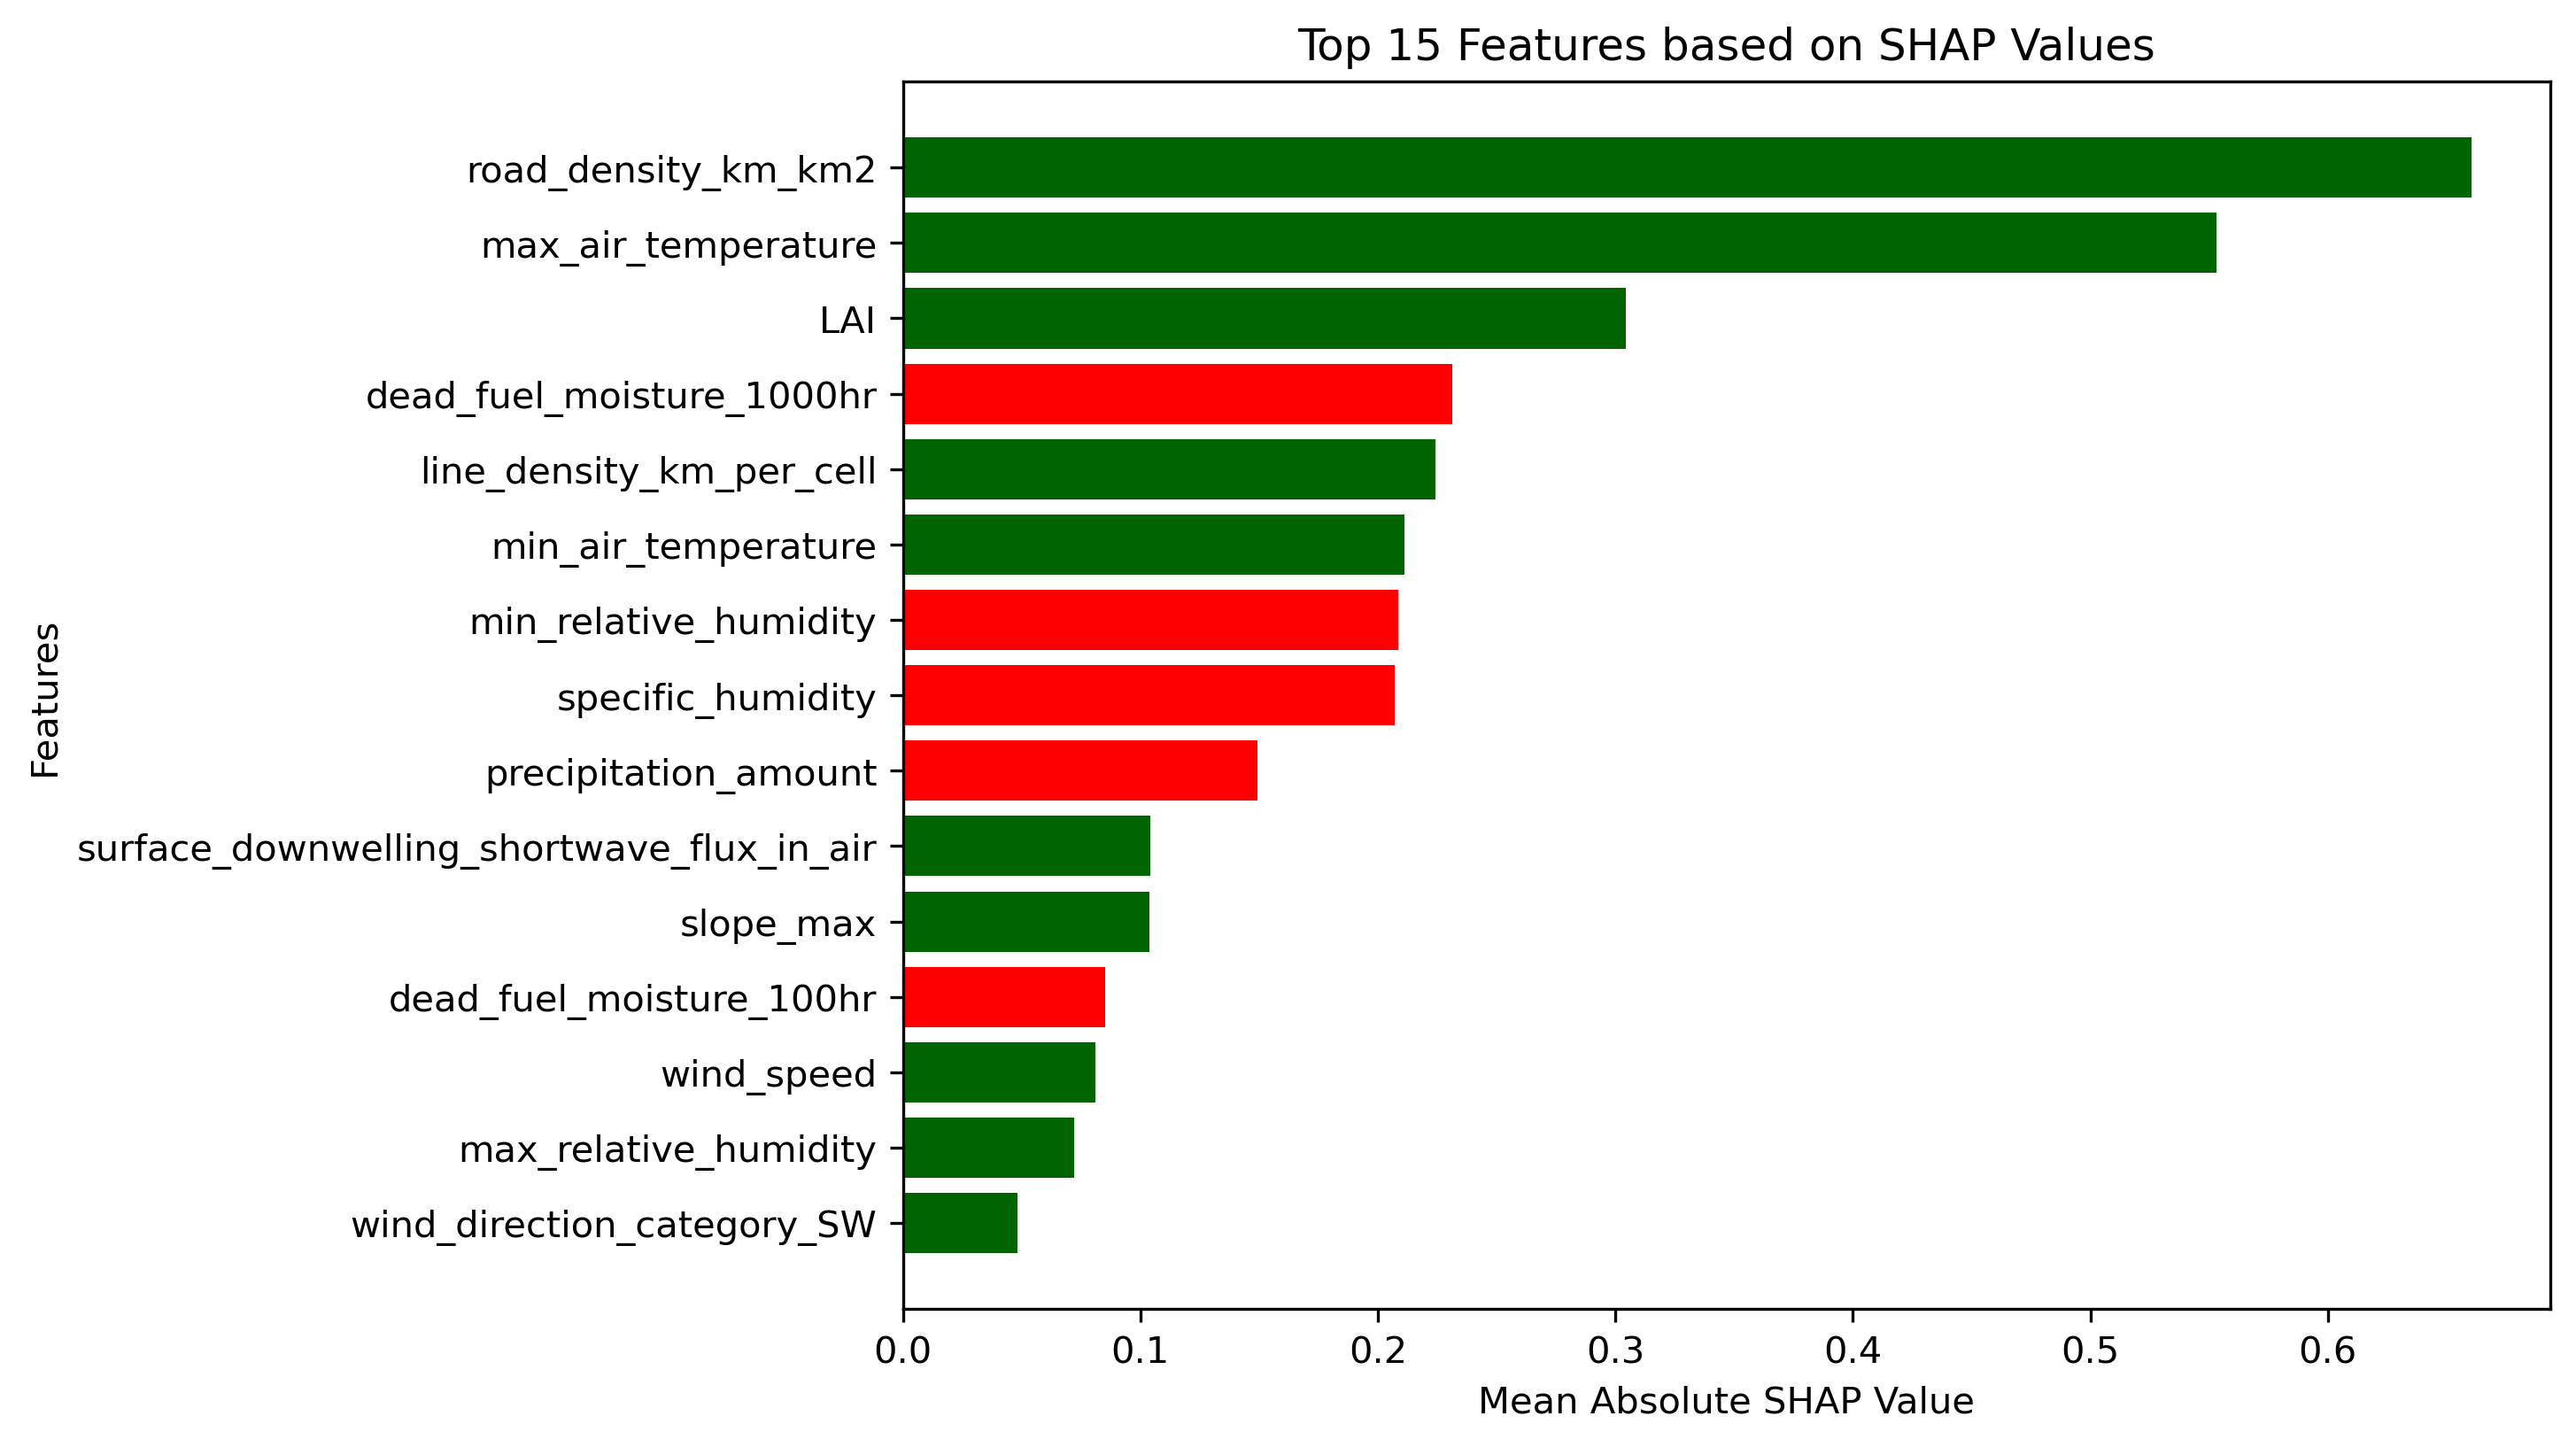 Top 15 Features based on SHAP Values
Features
road_density_km_km2
max_air_temperature
LAI
dead_fuel_moisture_1000hr
line_density_km_per_cell
min_air_temperature
min_relative_humidity
specific_humidity
precipitation_amount
surface_downwelling_shortwave_flux_in_air
slope_max
dead_fuel_moisture_100hr
wind_speed
max_relative_humidity
wind_direction_category_SW
0.0 0.1 0.2 0.3 0.4 0.5 0.6
Mean Absolute SHAP Value